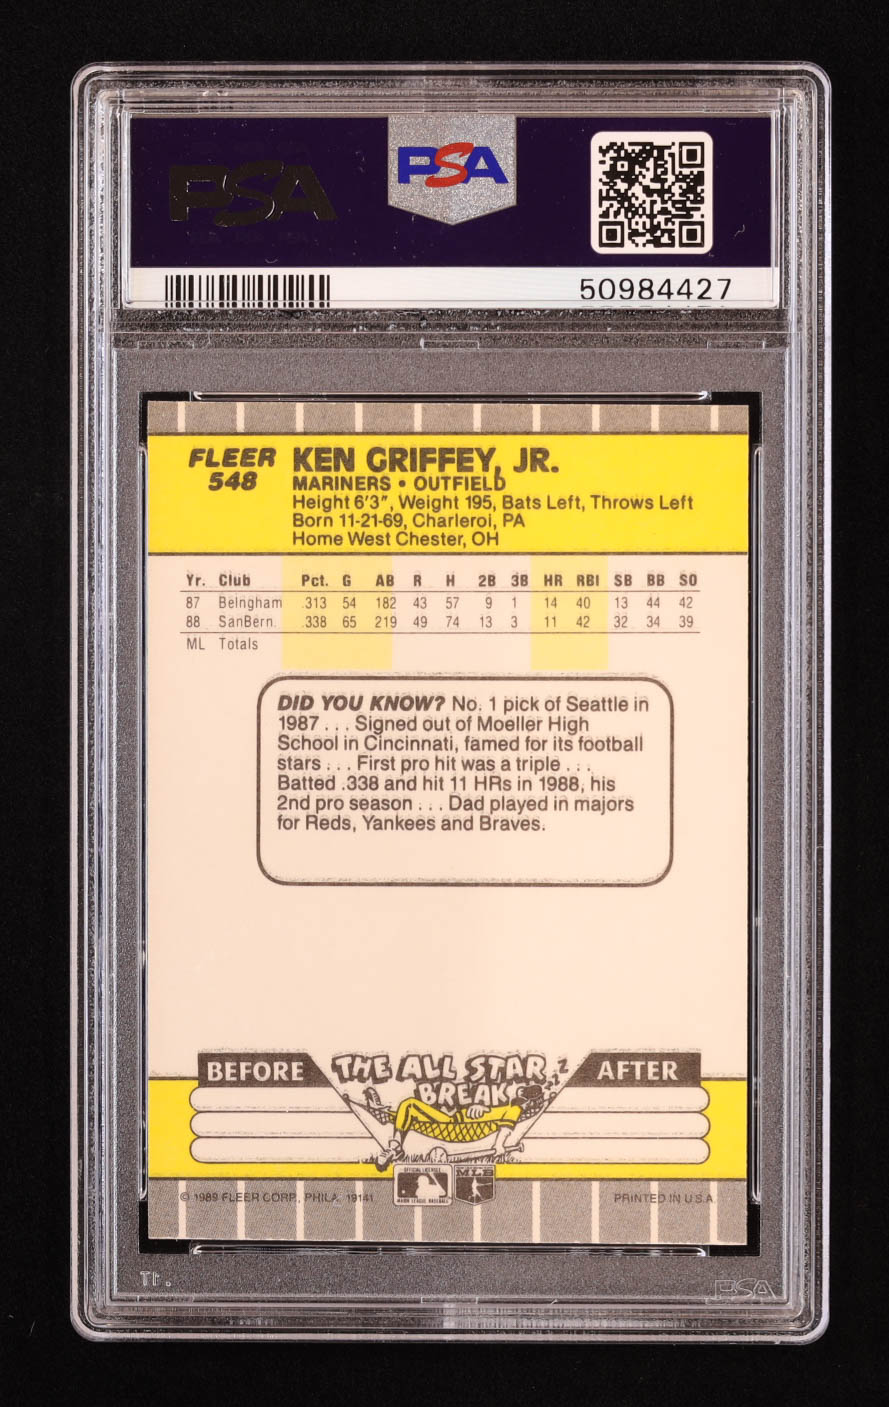 PSA
PSA
50984427
FLEER
548
KEN GRIFFEY, JR.
MARINERS • OUTFIELD
Height 6'3", Weight 195, Bats Left, Throws Left
Born 11-21-69, Charleroi, PA
Home West Chester, OH
Yr. Club Pct. G AB R H 2B 3B HR RBI SB BB SO
87 Belngham .313 54 182 43 57 9 1 14 40 13 44 42
88 SanBern. .338 65 219 49 74 13 3 11 42 32 34 39
ML Totals
DID YOU KNOW? No. 1 pick of Seattle in
1987 . . . Signed out of Moeller High
School in Cincinnati, famed for its football
stars . . . First pro hit was a triple . . .
Batted .338 and hit 11 HRs in 1988, his
2nd pro season . . . Dad played in majors
for Reds, Yankees and Braves.
BEFORE
THE ALL STAR
BREAK
zzz
AFTER
OFFICIAL LICENSEE
MAJOR LEAGUE BASEBALL
MLB
© 1989 FLEER CORP., PHILA. 19141
PRINTED IN U.S.A.
PSA